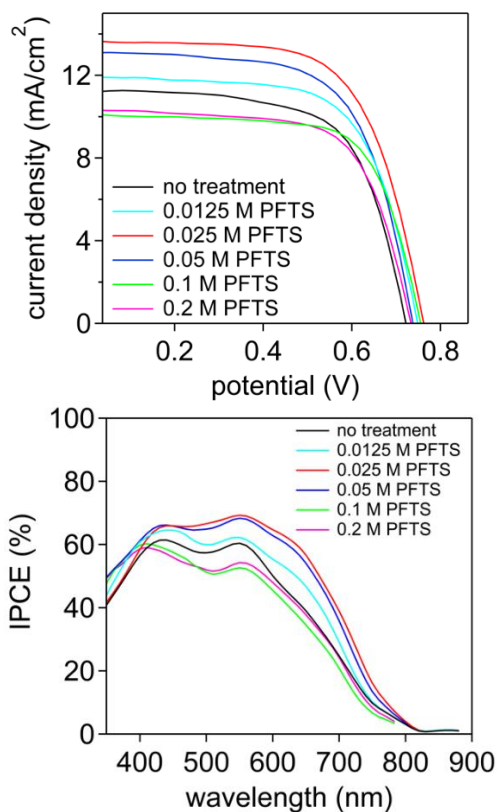 current density (mA/cm²)
12
8
4
0
no treatment
0.0125 M PFTS
0.025 M PFTS
0.05 M PFTS
0.1 M PFTS
0.2 M PFTS
0.2 0.4 0.6 0.8
potential (V)
IPCE (%)
100
80
60
40
20
0
no treatment
0.0125 M PFTS
0.025 M PFTS
0.05 M PFTS
0.1 M PFTS
0.2 M PFTS
400 500 600 700 800 900
wavelength (nm)